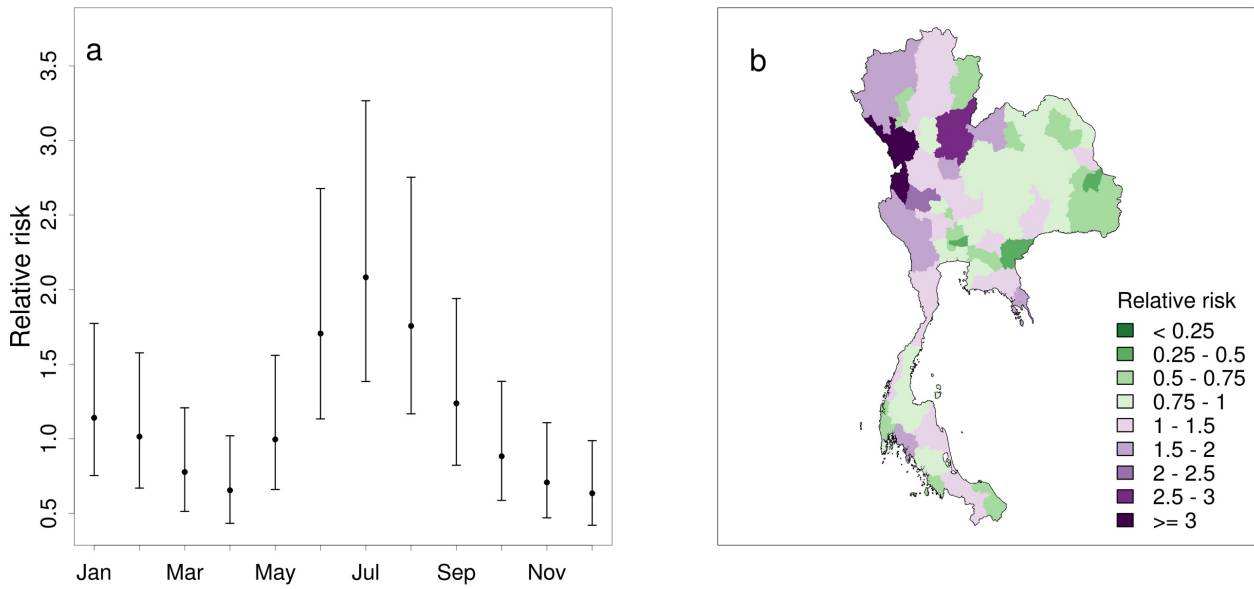 a
Relative risk
3.5
3.0
2.5
2.0
1.5
1.0
0.5
Jan Mar May Jul Sep Nov
b
Relative risk
< 0.25
0.25 - 0.5
0.5 - 0.75
0.75 - 1
1 - 1.5
1.5 - 2
2 - 2.5
2.5 - 3
>= 3